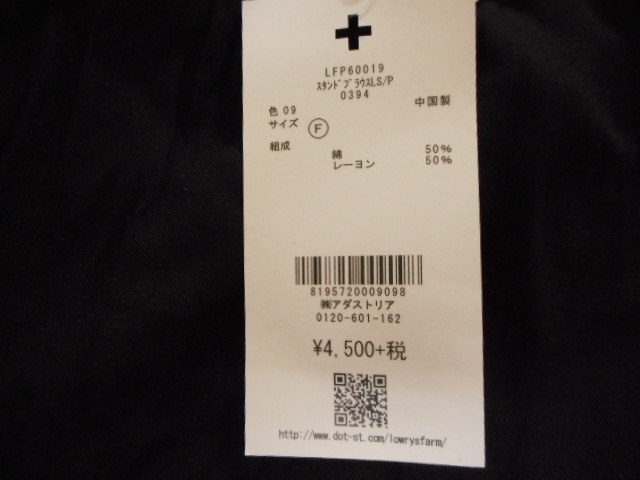 LFP60019
ｽﾀﾝﾄﾞﾌﾞﾗｳｽLS/P
0394
中国製
色 09
サイズ Ⓕ
組成
綿 50%
レーヨン 50%
8195720009098
㈱アダストリア
0120-601-162
¥4,500+税
http://www.dot-st.com/lowrysfarm/